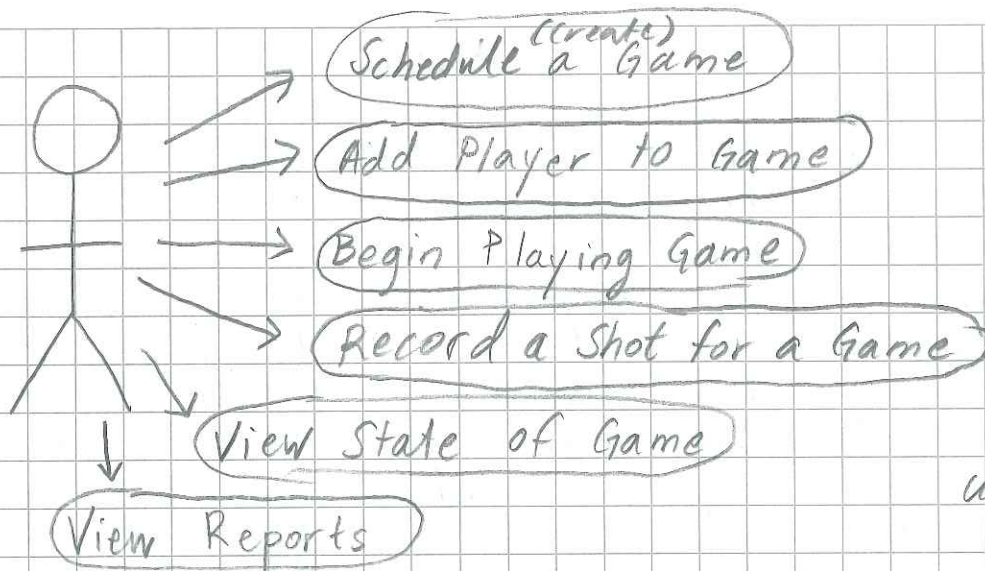 (Create)
Schedule a Game
Add Player to Game
Begin Playing Game
Record a Shot for a Game
View State of Game
View Reports